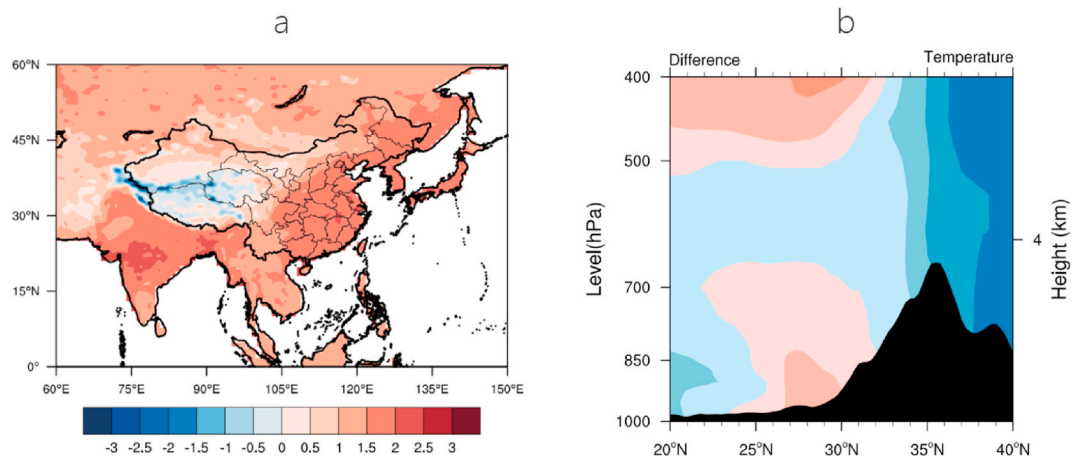 a
60°N
45°N
30°N
15°N
0°
60°E 75°E 90°E 105°E 120°E 135°E 150°E
-3 -2.5 -2 -1.5 -1 -0.5 0 0.5 1 1.5 2 2.5 3
b
Difference Temperature
400
500
700
850
1000
Level(hPa)
4
Height (km)
20°N 25°N 30°N 35°N 40°N